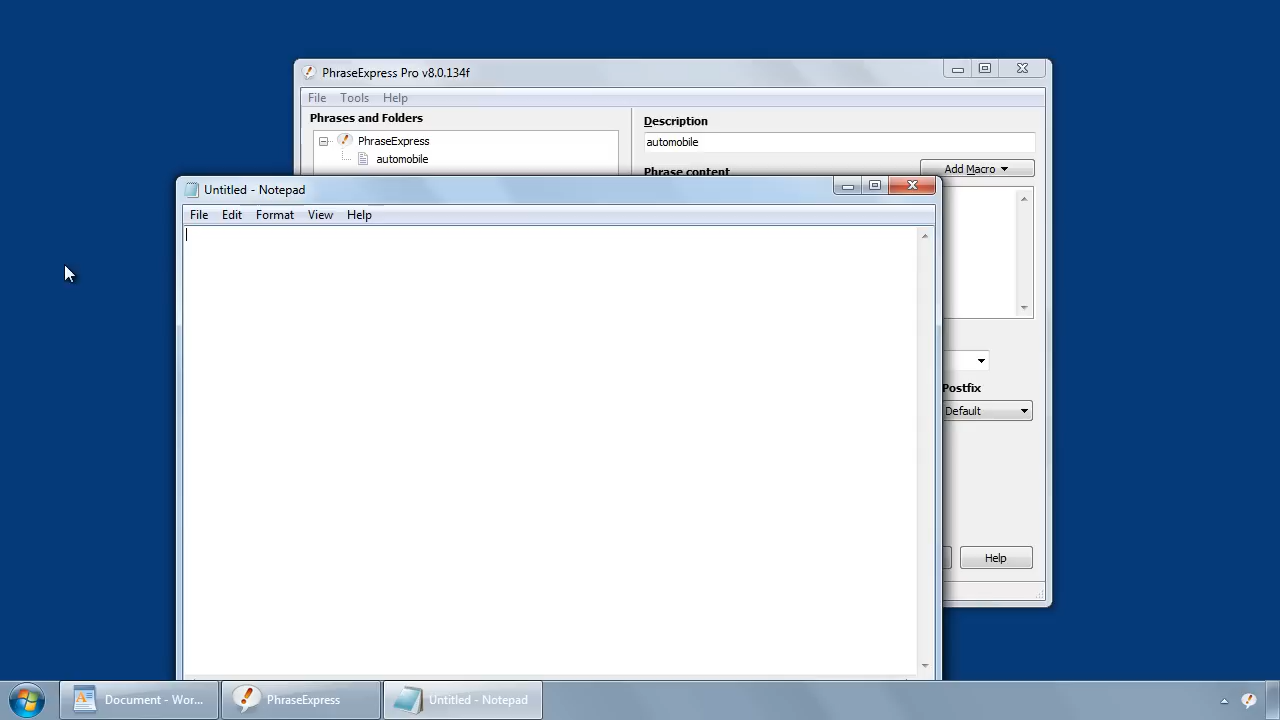 PhraseExpress Pro v8.0.134f
File Tools Help
Phrases and Folders
PhraseExpress
automobile
Description
automobile
Phrase content
Add Macro
Untitled - Notepad
File Edit Format View Help
Postfix
Default
Help
Document - Wor...
PhraseExpress
Untitled - Notepad